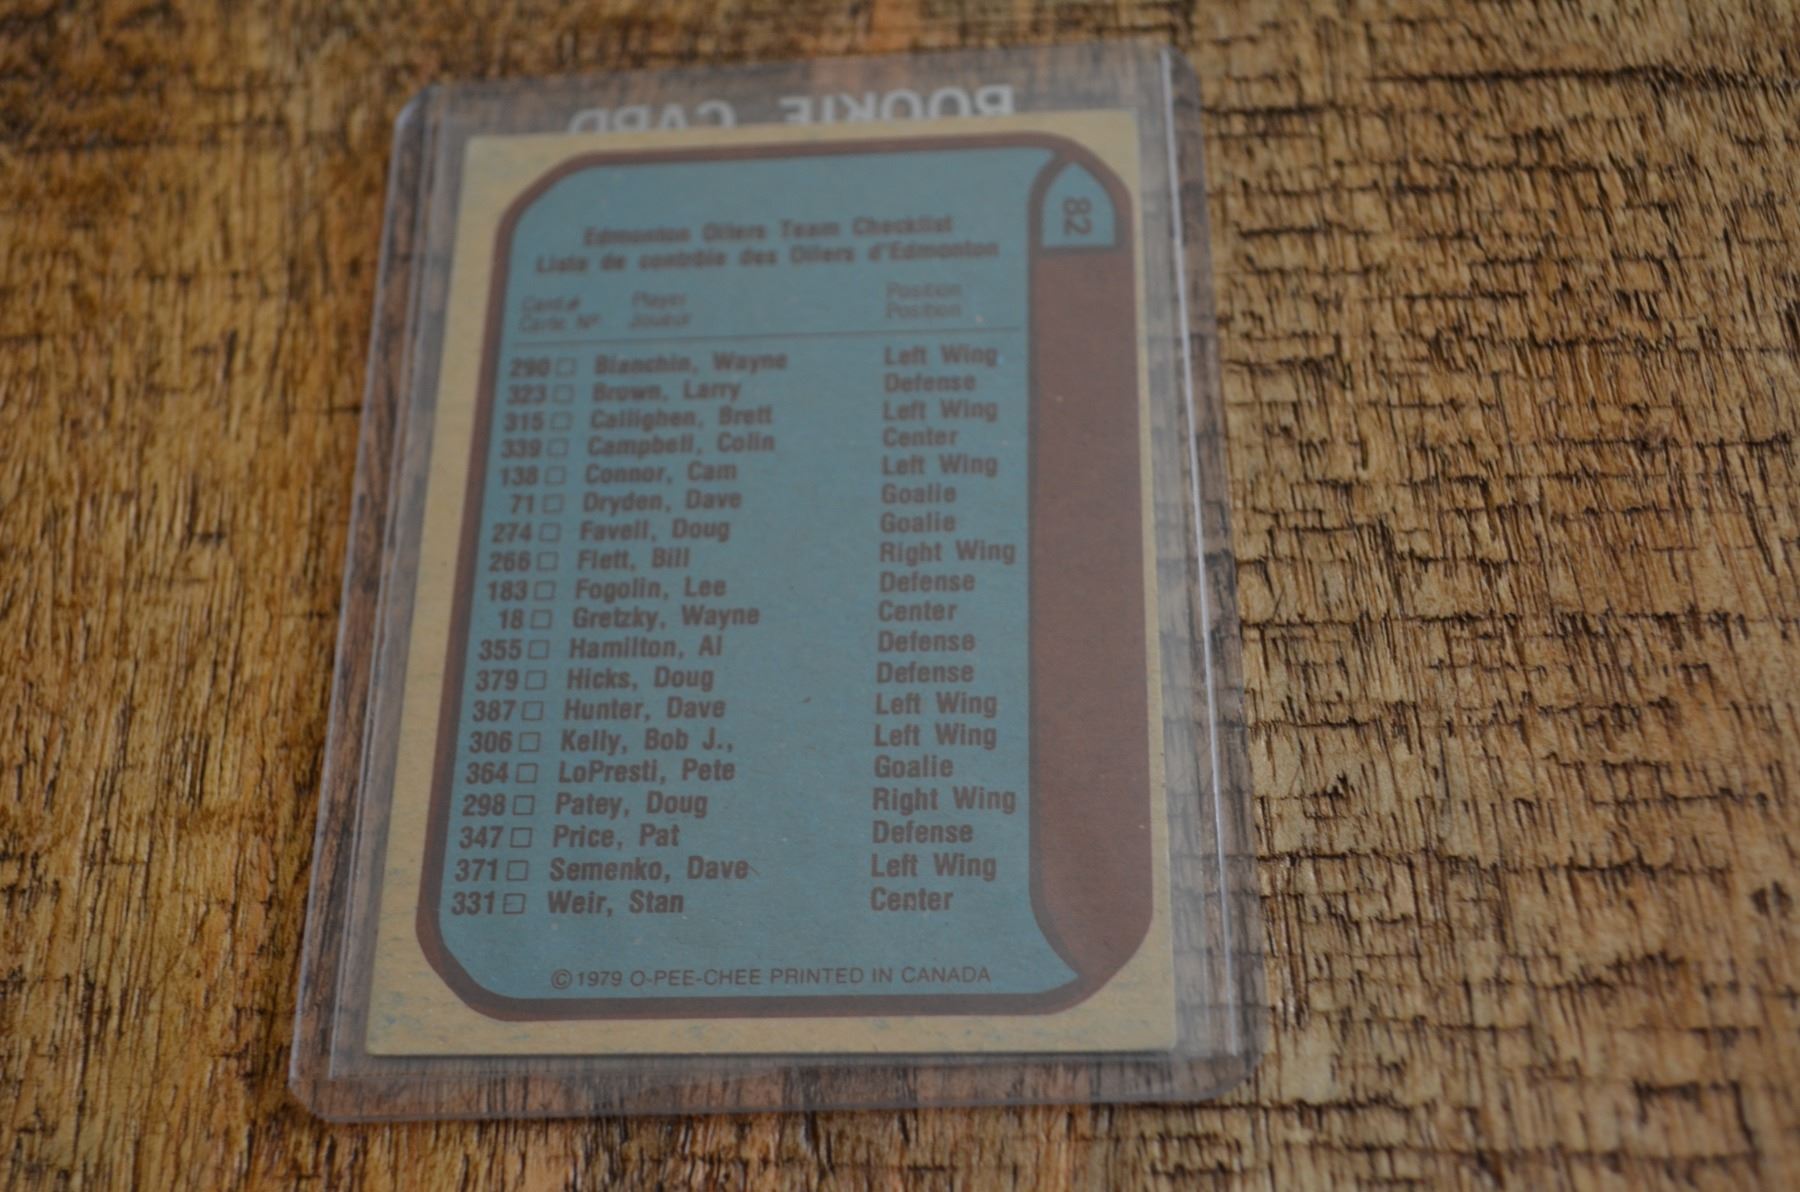 ROOKIE CARD
82
Edmonton Oilers Team Checklist
Liste de contrôle des Oilers d'Edmonton
Card# Player Position
Carte Nº Joueur Position
290 □ Bianchin, Wayne Left Wing
323 □ Brown, Larry Defense
315 □ Callighen, Brett Left Wing
339 □ Campbell, Colin Center
138 □ Connor, Cam Left Wing
71 □ Dryden, Dave Goalie
274 □ Favell, Doug Goalie
266 □ Flett, Bill Right Wing
183 □ Fogolin, Lee Defense
18 □ Gretzky, Wayne Center
355 □ Hamilton, Al Defense
379 □ Hicks, Doug Defense
387 □ Hunter, Dave Left Wing
306 □ Kelly, Bob J., Left Wing
364 □ LoPresti, Pete Goalie
298 □ Patey, Doug Right Wing
347 □ Price, Pat Defense
371 □ Semenko, Dave Left Wing
331 □ Weir, Stan Center
© 1979 O-PEE-CHEE PRINTED IN CANADA